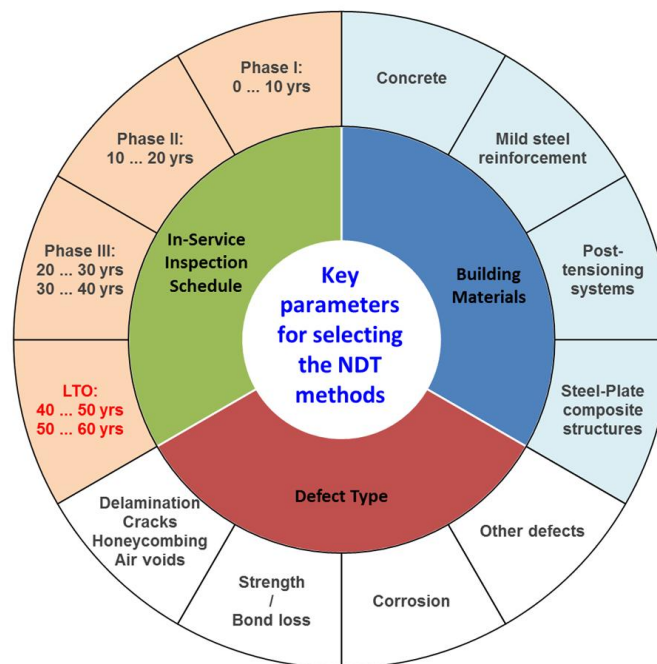 Key
parameters
for selecting
the NDT
methods
Building
Materials
Concrete
Mild steel
reinforcement
Post-
tensioning
systems
Steel-Plate
composite
structures
Defect Type
Other defects
Corrosion
Strength
/
Bond loss
Delamination
Cracks
Honeycombing
Air voids
In-Service
Inspection
Schedule
LTO:
40 ... 50 yrs
50 ... 60 yrs
Phase III:
20 ... 30 yrs
30 ... 40 yrs
Phase II:
10 ... 20 yrs
Phase I:
0 ... 10 yrs